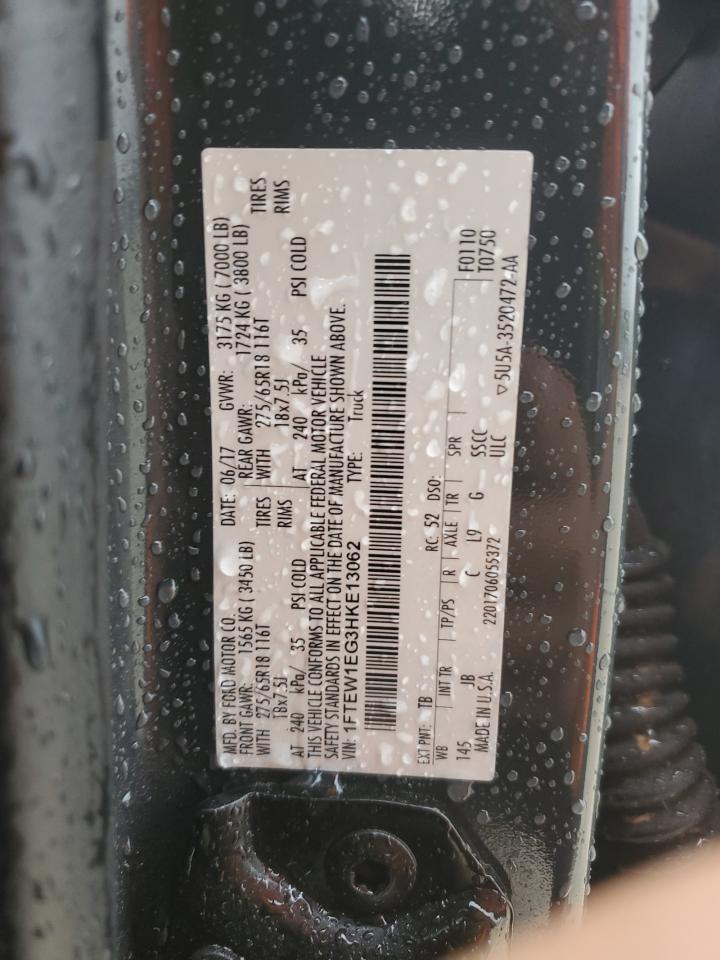 MFD. BY FORD MOTOR CO. DATE: 06/17 GVWR: 3175 KG ( 7000 LB)
FRONT GAWR: 1565 KG ( 3450 LB) REAR GAWR: 1724 KG ( 3800 LB)
WITH 275/65R18 116T TIRES WITH 275/65R18 116T TIRES
18x7.5J RIMS 18x7.5J RIMS
AT 240 kPa/ 35 PSI COLD AT 240 kPa/ 35 PSI COLD
THIS VEHICLE CONFORMS TO ALL APPLICABLE FEDERAL MOTOR VEHICLE
SAFETY STANDARDS IN EFFECT ON THE DATE OF MANUFACTURE SHOWN ABOVE.
VIN: 1FTEW1EG3HKE13062 TYPE: Truck
EXT PNT: TB RC: 52 DSO: F0110
WB INT TR TP/PS R AXLE TR SPR T0750
145 JB C L9 G SSCC
MADE IN U.S.A. 2201706055372 ULC ▽5U5A-3520472-AA